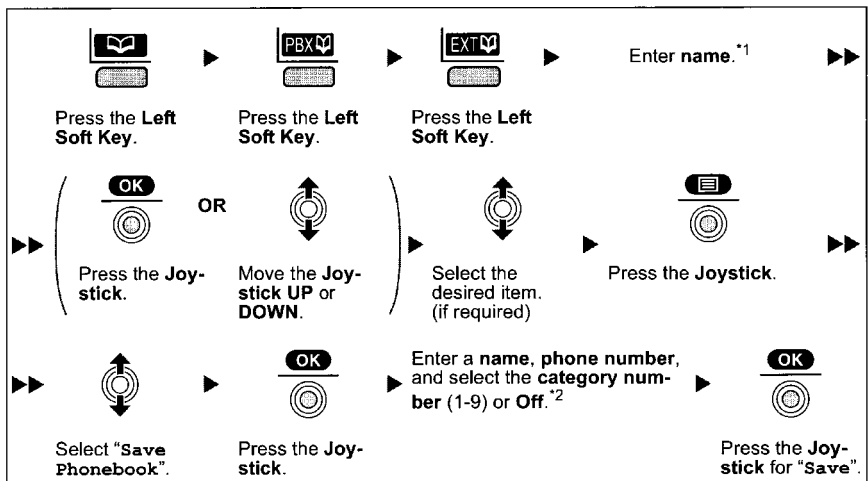 PBX
EXT
Enter name.*1
Press the Left
Soft Key.
Press the Left
Soft Key.
Press the Left
Soft Key.
OK
OR
Press the Joy-
stick.
Move the Joy-
stick UP or
DOWN.
Select the
desired item.
(if required)
Press the Joystick.
OK
Enter a name, phone number,
and select the category num-
ber (1-9) or Off.*2
OK
Select "Save
Phonebook".
Press the Joy-
stick.
Press the Joy-
stick for "Save".